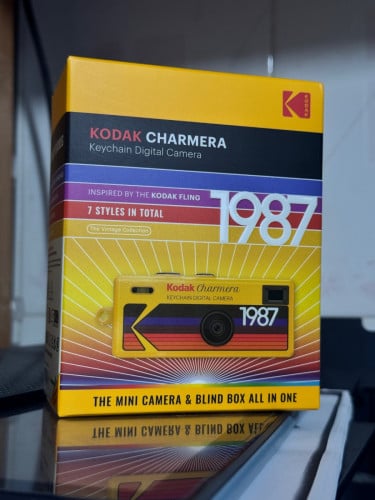 Kodak
KODAK CHARMERA
Keychain Digital Camera
INSPIRED BY THE KODAK FLING
7 STYLES IN TOTAL
1987
The Vintage Collection
Kodak Charmera
KEYCHAIN DIGITAL CAMERA
1987
THE MINI CAMERA & BLIND BOX ALL IN ONE